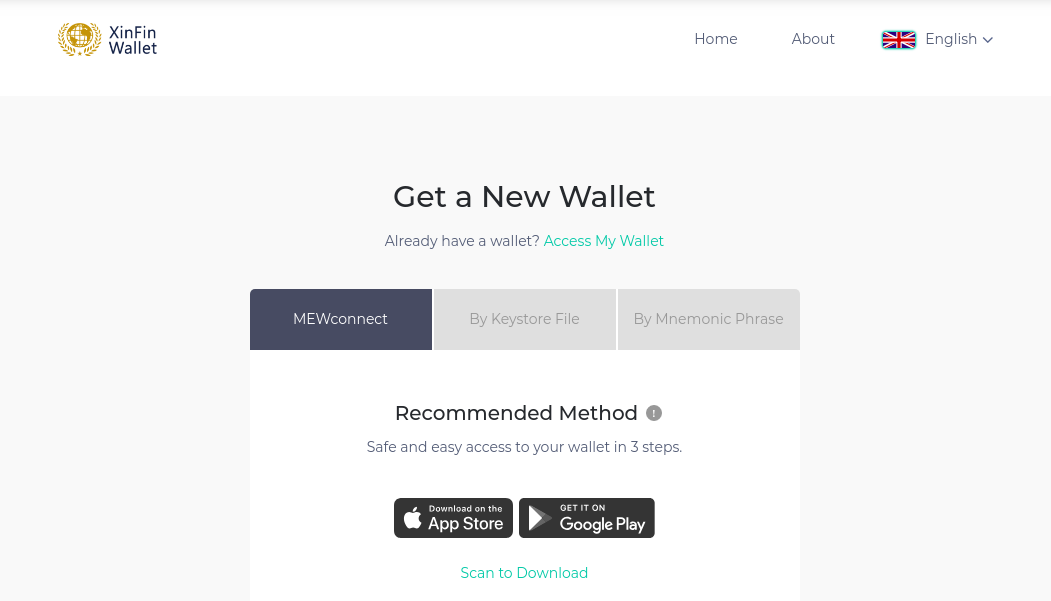 XinFin
Wallet
Home
About
English
Get a New Wallet
Already have a wallet? Access My Wallet
MEWconnect
By Keystore File
By Mnemonic Phrase
Recommended Method !
Safe and easy access to your wallet in 3 steps.
Download on the
App Store
GET IT ON
Google Play
Scan to Download